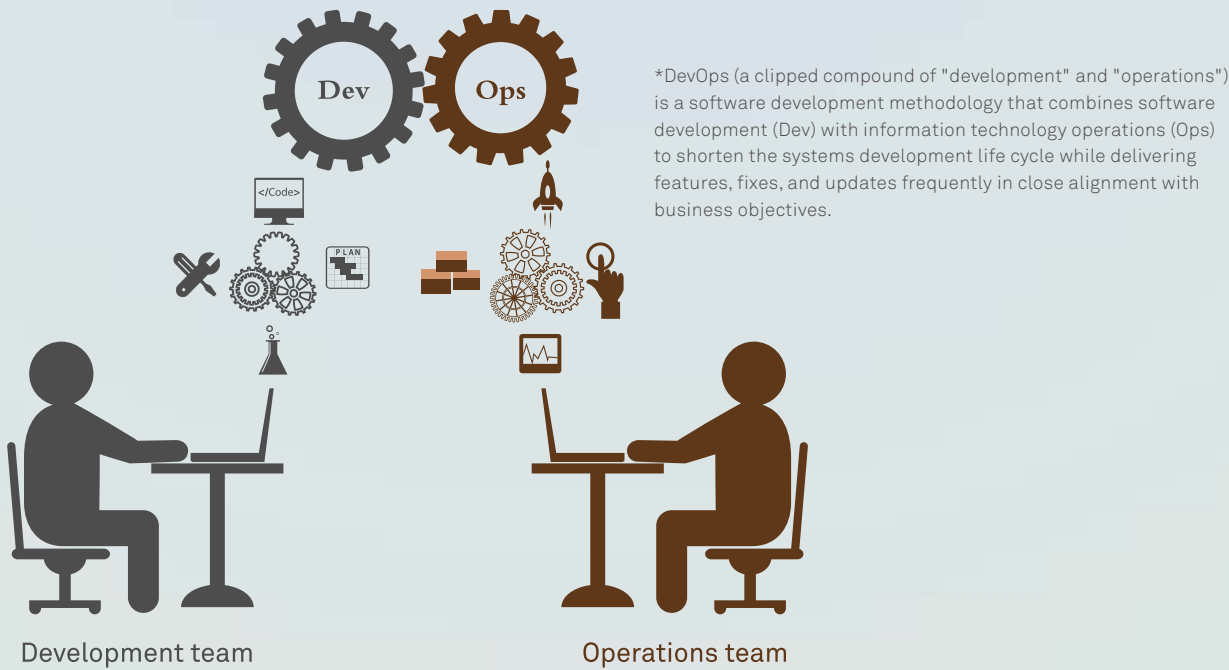 Dev
Ops
*DevOps (a clipped compound of "development" and "operations")
is a software development methodology that combines software
development (Dev) with information technology operations (Ops)
to shorten the systems development life cycle while delivering
features, fixes, and updates frequently in close alignment with
business objectives.
</Code>
PLAN
Development team
Operations team